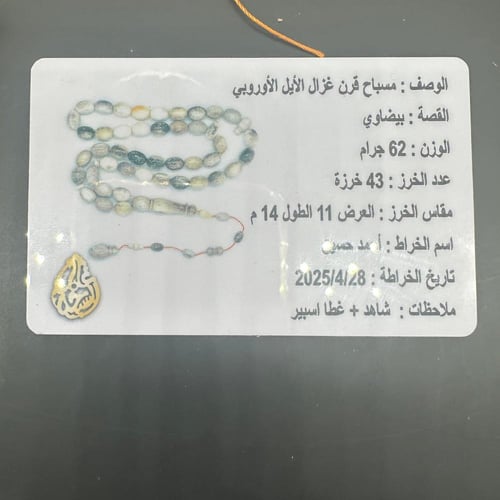 الوصف : مسباح قرن غزال الأيل الأوروبي
القصة : بيضاوي
الوزن : 62 جرام
عدد الخرز : 43 خرزة
مقاس الخرز : العرض 11 الطول 14 م
اسم الخراط : أحمد حسين
تاريخ الخراطة : 2025/4/28
ملاحظات : شاهد + غطا اسبير